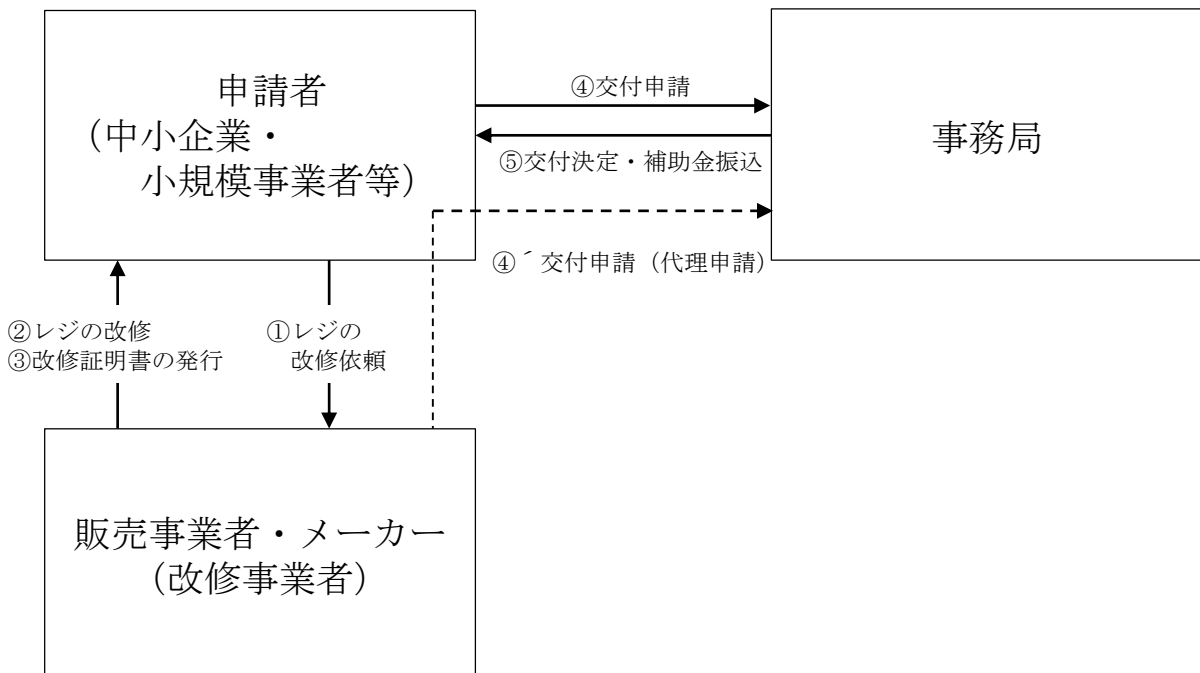 申請者
（中小企業・
小規模事業者等）
④交付申請
⑤交付決定・補助金振込
事務局
④´交付申請（代理申請）
②レジの改修
③改修証明書の発行
①レジの
改修依頼
販売事業者・メーカー
（改修事業者）